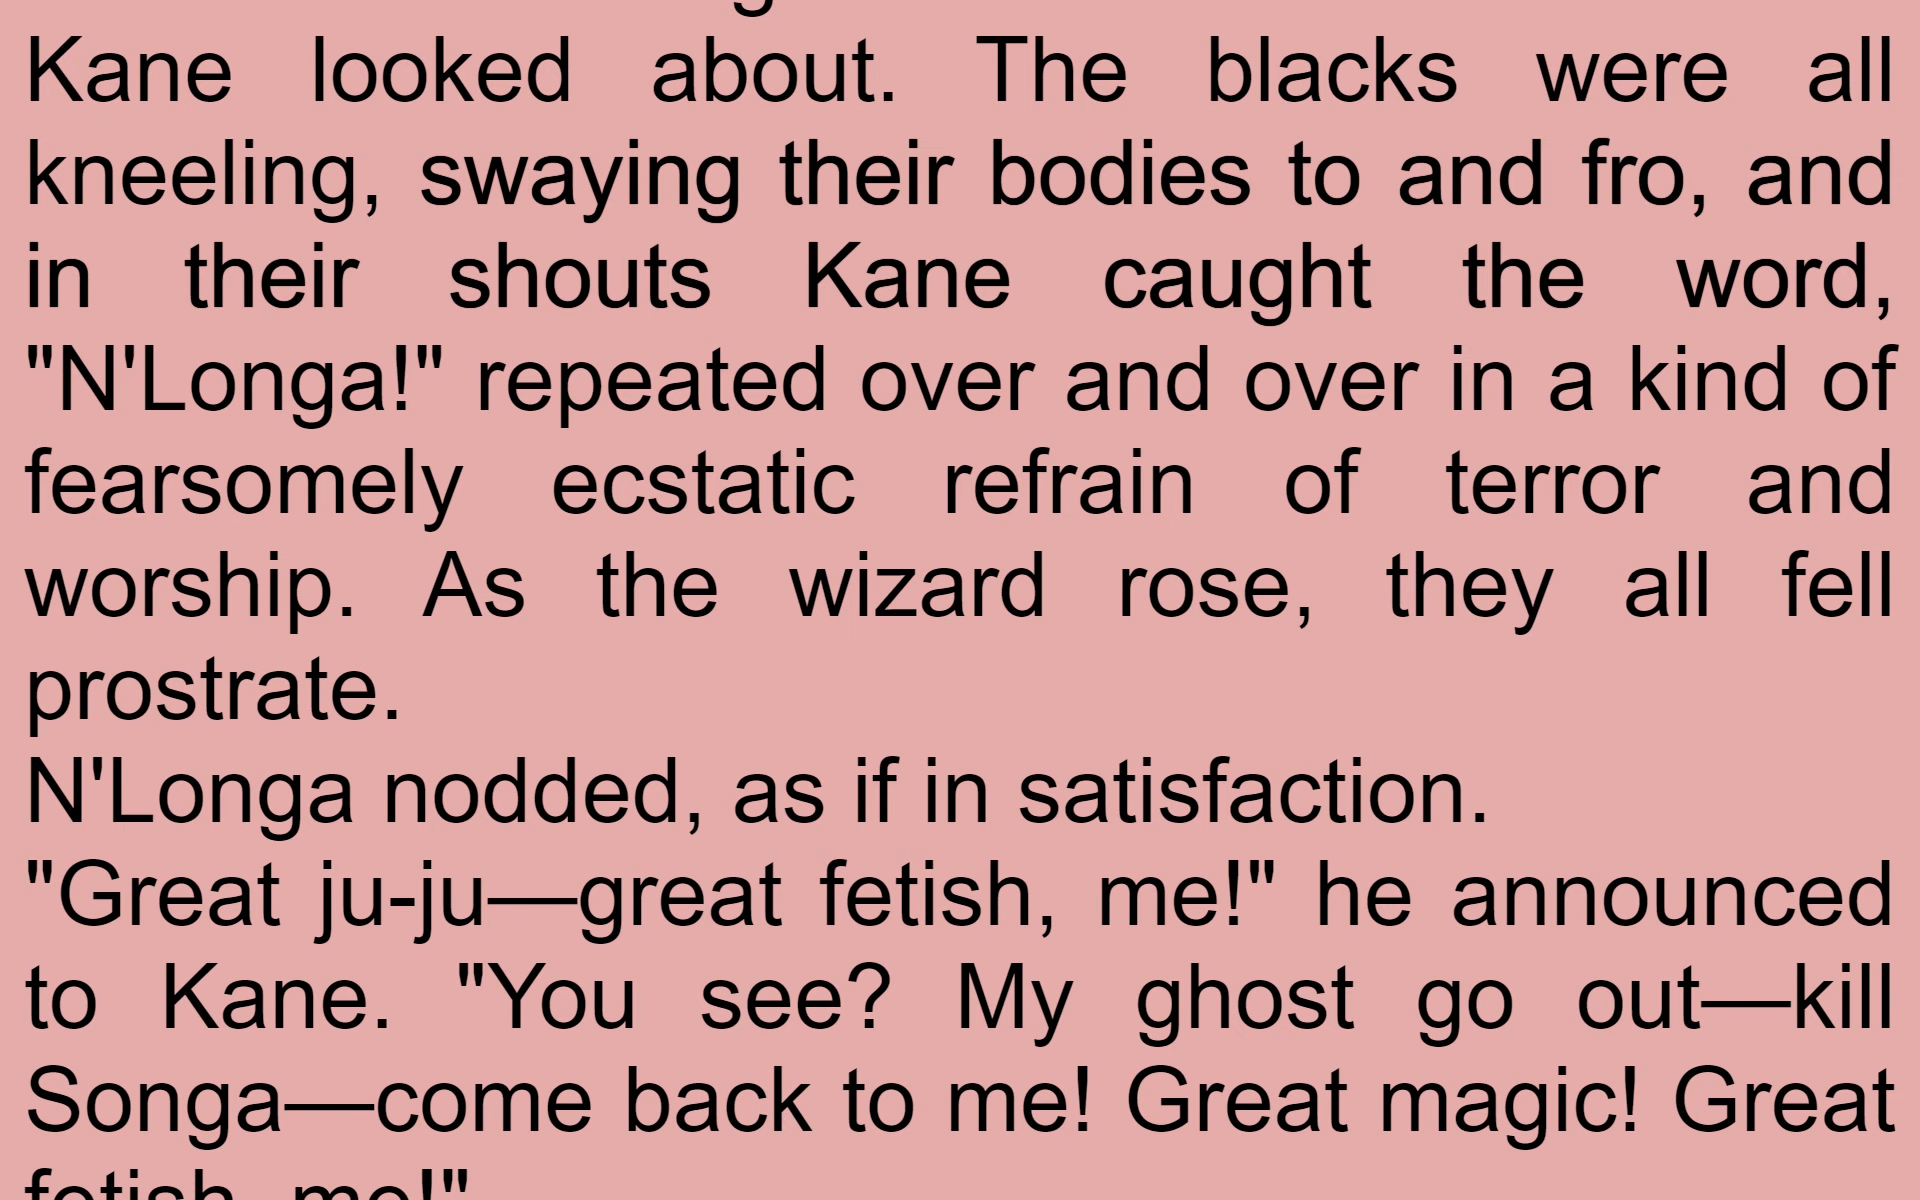 Kane looked about. The blacks were all
kneeling, swaying their bodies to and fro, and
in their shouts Kane caught the word,
"N'Longa!" repeated over and over in a kind of
fearsomely ecstatic refrain of terror and
worship. As the wizard rose, they all fell
prostrate.
N'Longa nodded, as if in satisfaction.
"Great ju-ju—great fetish, me!" he announced
to Kane. "You see? My ghost go out—kill
Songa—come back to me! Great magic! Great
fetish, me!"